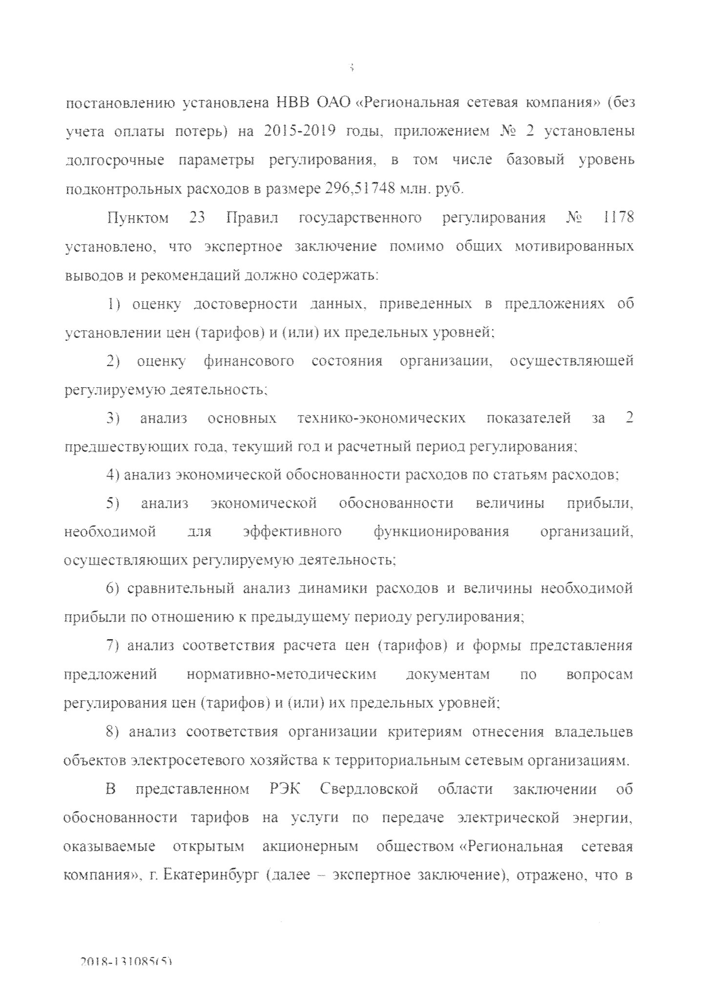 постановлению установлена НВВ ОАО «Региональная сетевая компания» (без
учета оплаты потерь) на 2015-2019 годы, приложением № 2 установлены
долгосрочные параметры регулирования, в том числе базовый уровень
подконтрольных расходов в размере 296,51748 млн. руб.
Пунктом 23 Правил государственного регулирования № 1178
установлено, что экспертное заключение помимо общих мотивированных
выводов и рекомендаций должно содержать:
1) оценку достоверности данных, приведенных в предложениях об
установлении цен (тарифов) и (или) их предельных уровней;
2) оценку финансового состояния организации, осуществляющей
регулируемую деятельность;
3) анализ основных технико-экономических показателей за 2
предшествующих года, текущий год и расчетный период регулирования;
4) анализ экономической обоснованности расходов по статьям расходов;
5) анализ экономической обоснованности величины прибыли,
необходимой для эффективного функционирования организаций,
осуществляющих регулируемую деятельность;
6) сравнительный анализ динамики расходов и величины необходимой
прибыли по отношению к предыдущему периоду регулирования;
7) анализ соответствия расчета цен (тарифов) и формы представления
предложений нормативно-методическим документам по вопросам
регулирования цен (тарифов) и (или) их предельных уровней;
8) анализ соответствия организации критериям отнесения владельцев
объектов электросетевого хозяйства к территориальным сетевым организациям.
В представленном РЭК Свердловской области заключении об
обоснованности тарифов на услуги по передаче электрической энергии,
оказываемые открытым акционерным обществом «Региональная сетевая
компания», г. Екатеринбург (далее – экспертное заключение), отражено, что в
2018-131085(5)